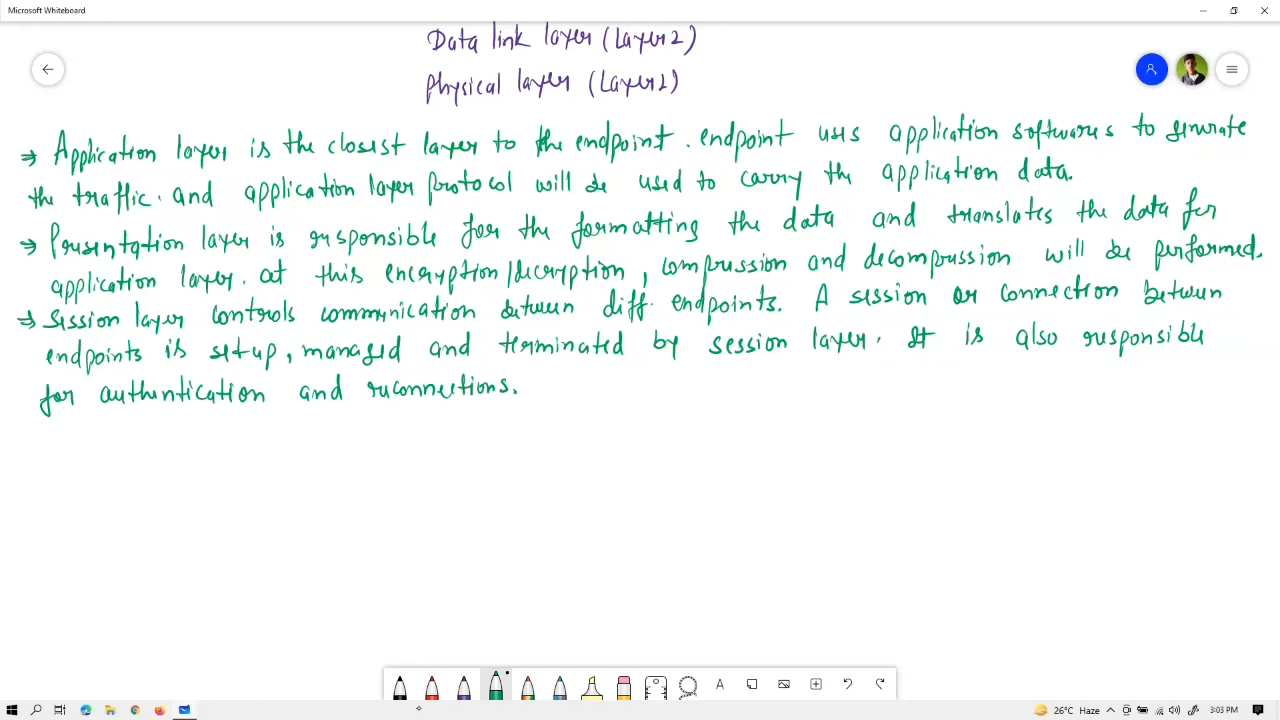 Microsoft Whiteboard
Data link layer (Layer 2)
Physical layer (Layer 1)
⇒ Application layer is the closest layer to the endpoint. endpoint uses application softwares to generate
the traffic. and application layer protocol will be used to carry the application data.
⇒ Presentation layer is responsible for the formatting the data and translates the data for
application layer. at this encryption/decryption, compression and decompression will be performed.
⇒ Session layer controls communication between diff. endpoints. A session or connection between
endpoints is setup, managed and terminated by session layer. It is also responsible
for authentication and reconnections.
A
26°C Haze
3:03 PM